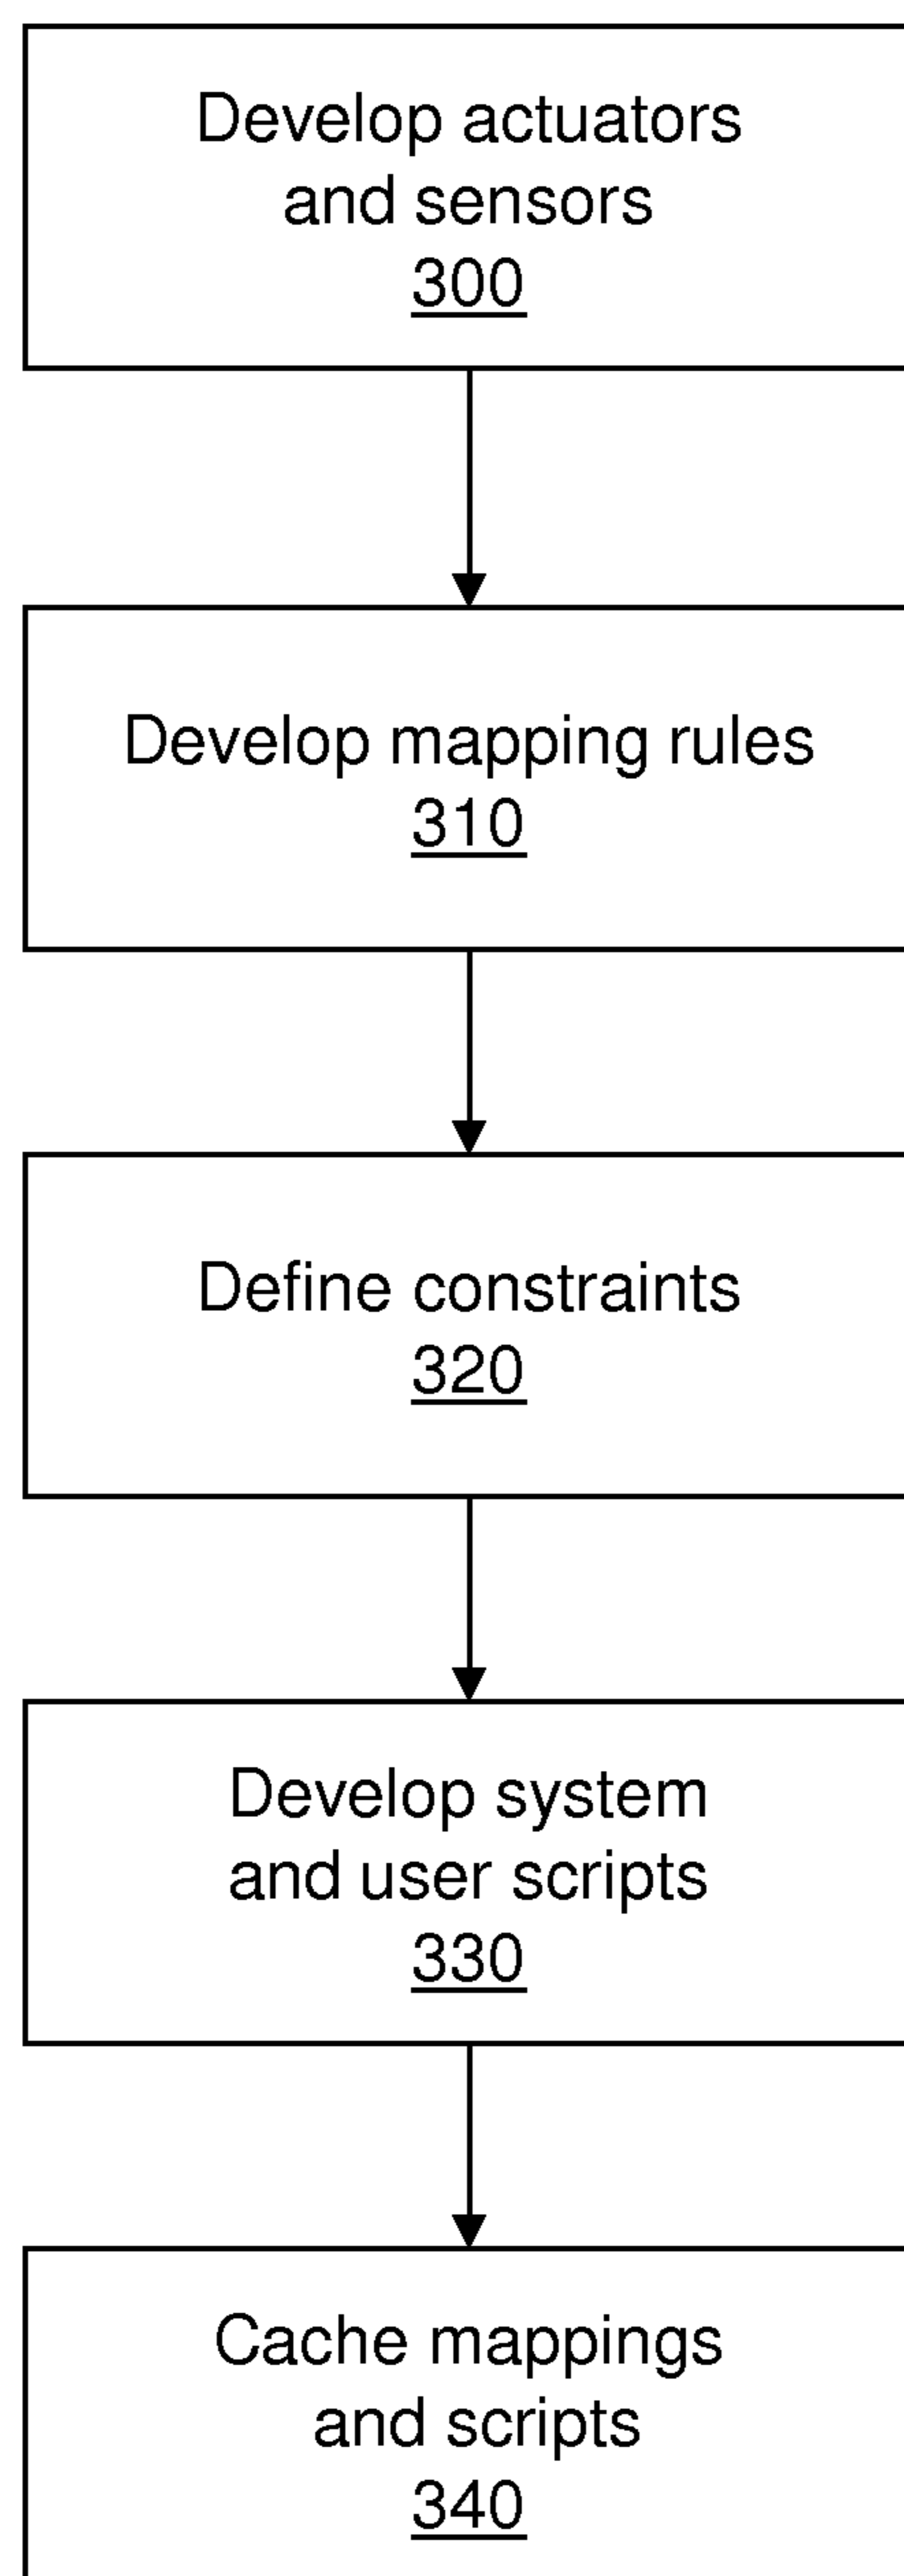 Develop actuators
and sensors
300
Develop mapping rules
310
Define constraints
320
Develop system
and user scripts
330
Cache mappings
and scripts
340